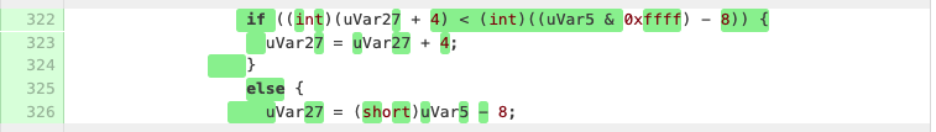 322 if ((int)(uVar27 + 4) < (int)((uVar5 & 0xffff) - 8)) {
323 uVar27 = uVar27 + 4;
324 }
325 else {
326 uVar27 = (short)uVar5 - 8;